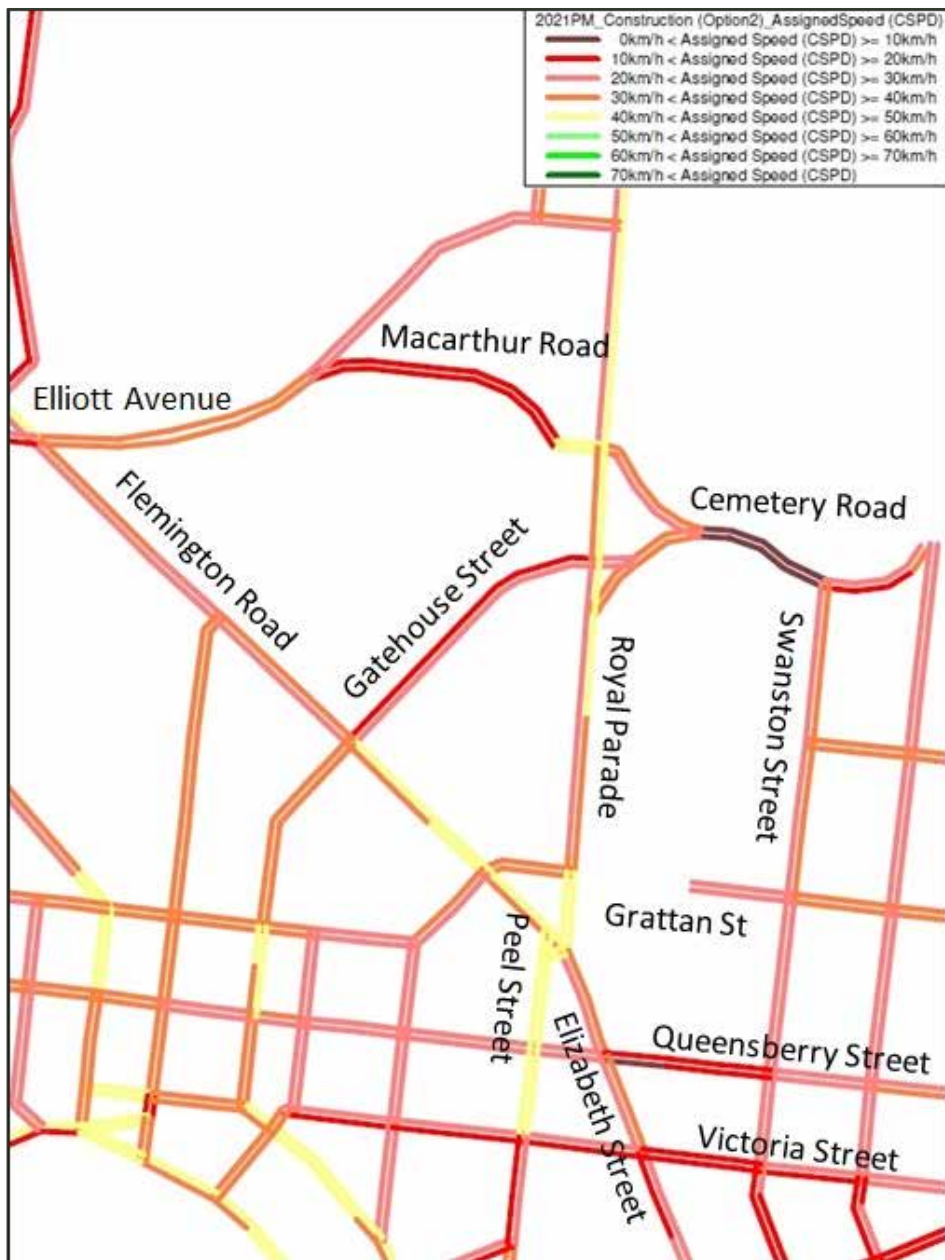 2021PM_Construction (Option2)_AssignedSpeed (CSPD)
0km/h < Assigned Speed (CSPD) >= 10km/h
10km/h < Assigned Speed (CSPD) >= 20km/h
20km/h < Assigned Speed (CSPD) >= 30km/h
30km/h < Assigned Speed (CSPD) >= 40km/h
40km/h < Assigned Speed (CSPD) >= 50km/h
50km/h < Assigned Speed (CSPD) >= 60km/h
60km/h < Assigned Speed (CSPD) >= 70km/h
70km/h < Assigned Speed (CSPD)
Macarthur Road
Elliott Avenue
Flemington Road
Cemetery Road
Gatehouse Street
Royal Parade
Swanston Street
Grattan St
Peel Street
Elizabeth Street
Queensberry Street
Victoria Street